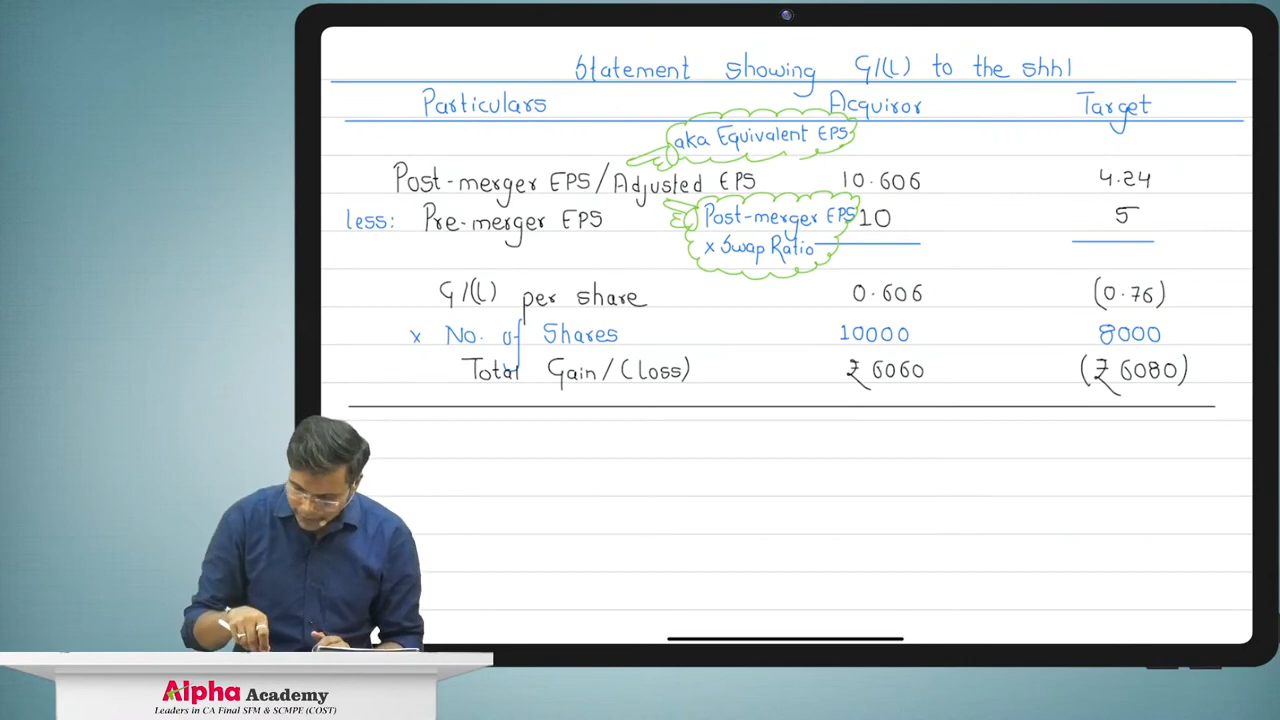 Statement showing G/(L) to the shhl
Particulars Acquiror Target
aka Equivalent EPS
Post-merger EPS/Adjusted EPS 10.606 4.24
less: Pre-merger EPS 10 5
Post-merger EPS
x Swap Ratio
G/(L) per share 0.606 (0.76)
x No. of Shares 10000 8000
Total Gain/(Loss) ₹6060 (₹6080)
Alpha Academy
Leaders in CA Final SFM & SCMPE (COST)